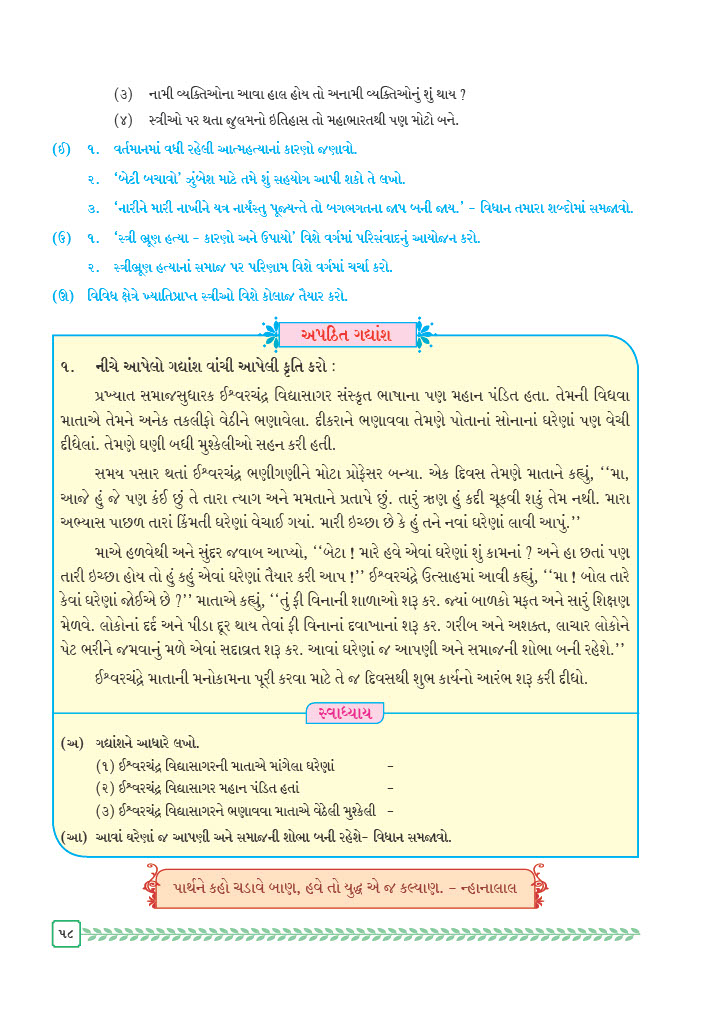 (૩) નામી વ્યક્તિઓના આવા હાલ હોય તો અનામી વ્યક્તિઓનું શું થાય ?
(૪) સ્ત્રીઓ પર થતા જુલમનો ઇતિહાસ તો મહાભારતથી પણ મોટો બને.
(ઈ) ૧. વર્તમાનમાં વધી રહેલી આત્મહત્યાનાં કારણો જણાવો.
૨. ‘બેટી બચાવો’ ઝુંબેશ માટે તમે શું સહયોગ આપી શકો તે લખો.
૩. ‘નારીને મારી નાખીને યત્ર નાર્યંસ્તુ પૂજ્યન્તે તો બગભગતના જાપ બની જાય.’ – વિધાન તમારા શબ્દોમાં સમજાવો.
(ઉ) ૧. ‘સ્ત્રી ભ્રૂણ હત્યા – કારણો અને ઉપાયો’ વિશે વર્ગમાં પરિસંવાદનું આયોજન કરો.
૨. સ્ત્રીભ્રૂણ હત્યાનાં સમાજ પર પરિણામ વિશે વર્ગમાં ચર્ચા કરો.
(ઊ) વિવિધ ક્ષેત્રે ખ્યાતિપ્રાપ્ત સ્ત્રીઓ વિશે કોલાજ તૈયાર કરો.
અપઠિત ગદ્યાંશ
૧. નીચે આપેલો ગદ્યાંશ વાંચી આપેલી કૃતિ કરો :
પ્રખ્યાત સમાજસુધારક ઈશ્વરચંદ્ર વિદ્યાસાગર સંસ્કૃત ભાષાના પણ મહાન પંડિત હતા. તેમની વિધવા
માતાએ તેમને અનેક તકલીફો વેઠીને ભણાવેલા. દીકરાને ભણાવવા તેમણે પોતાનાં સોનાનાં ઘરેણાં પણ વેચી
દીધેલાં. તેમણે ઘણી બધી મુશ્કેલીઓ સહન કરી હતી.
સમય પસાર થતાં ઈશ્વરચંદ્ર ભણીગણીને મોટા પ્રોફેસર બન્યા. એક દિવસ તેમણે માતાને કહ્યું, ‘‘મા,
આજે હું જે પણ કંઈ છું તે તારા ત્યાગ અને મમતાને પ્રતાપે છું. તારું ઋણ હું કદી ચૂકવી શકું તેમ નથી. મારા
અભ્યાસ પાછળ તારાં કિંમતી ઘરેણાં વેચાઈ ગયાં. મારી ઇચ્છા છે કે હું તને નવાં ઘરેણાં લાવી આપું.’’
માએ હળવેથી અને સુંદર જવાબ આપ્યો, ‘‘બેટા ! મારે હવે એવાં ઘરેણાં શું કામનાં ? અને હા છતાં પણ
તારી ઇચ્છા હોય તો હું કહું એવાં ઘરેણાં તૈયાર કરી આપ !’’ ઈશ્વરચંદ્રે ઉત્સાહમાં આવી કહ્યું, ‘‘મા ! બોલ તારે
કેવાં ઘરેણાં જોઈએ છે ?’’ માતાએ કહ્યું, ‘‘તું ફી વિનાની શાળાઓ શરૂ કર. જ્યાં બાળકો મફત અને સારું શિક્ષણ
મેળવે. લોકોનાં દર્દ અને પીડા દૂર થાય તેવાં ફી વિનાનાં દવાખાનાં શરૂ કર. ગરીબ અને અશક્ત, લાચાર લોકોને
પેટ ભરીને જમવાનું મળે એવાં સદાવ્રત શરૂ કર. આવાં ઘરેણાં જ આપણી અને સમાજની શોભા બની રહેશે.’’
ઈશ્વરચંદ્રે માતાની મનોકામના પૂરી કરવા માટે તે જ દિવસથી શુભ કાર્યનો આરંભ શરૂ કરી દીધો.
સ્વાધ્યાય
(અ) ગદ્યાંશને આધારે લખો.
(૧) ઈશ્વરચંદ્ર વિદ્યાસાગરની માતાએ માંગેલા ઘરેણાં –
(૨) ઈશ્વરચંદ્ર વિદ્યાસાગર મહાન પંડિત હતાં –
(૩) ઈશ્વરચંદ્ર વિદ્યાસાગરને ભણાવવા માતાએ વેઠેલી મુશ્કેલી –
(આ) આવાં ઘરેણાં જ આપણી અને સમાજની શોભા બની રહેશે– વિધાન સમજાવો.
પાર્થને કહો ચડાવે બાણ, હવે તો યુદ્ધ એ જ કલ્યાણ. – ન્હાનાલાલ
૫૮